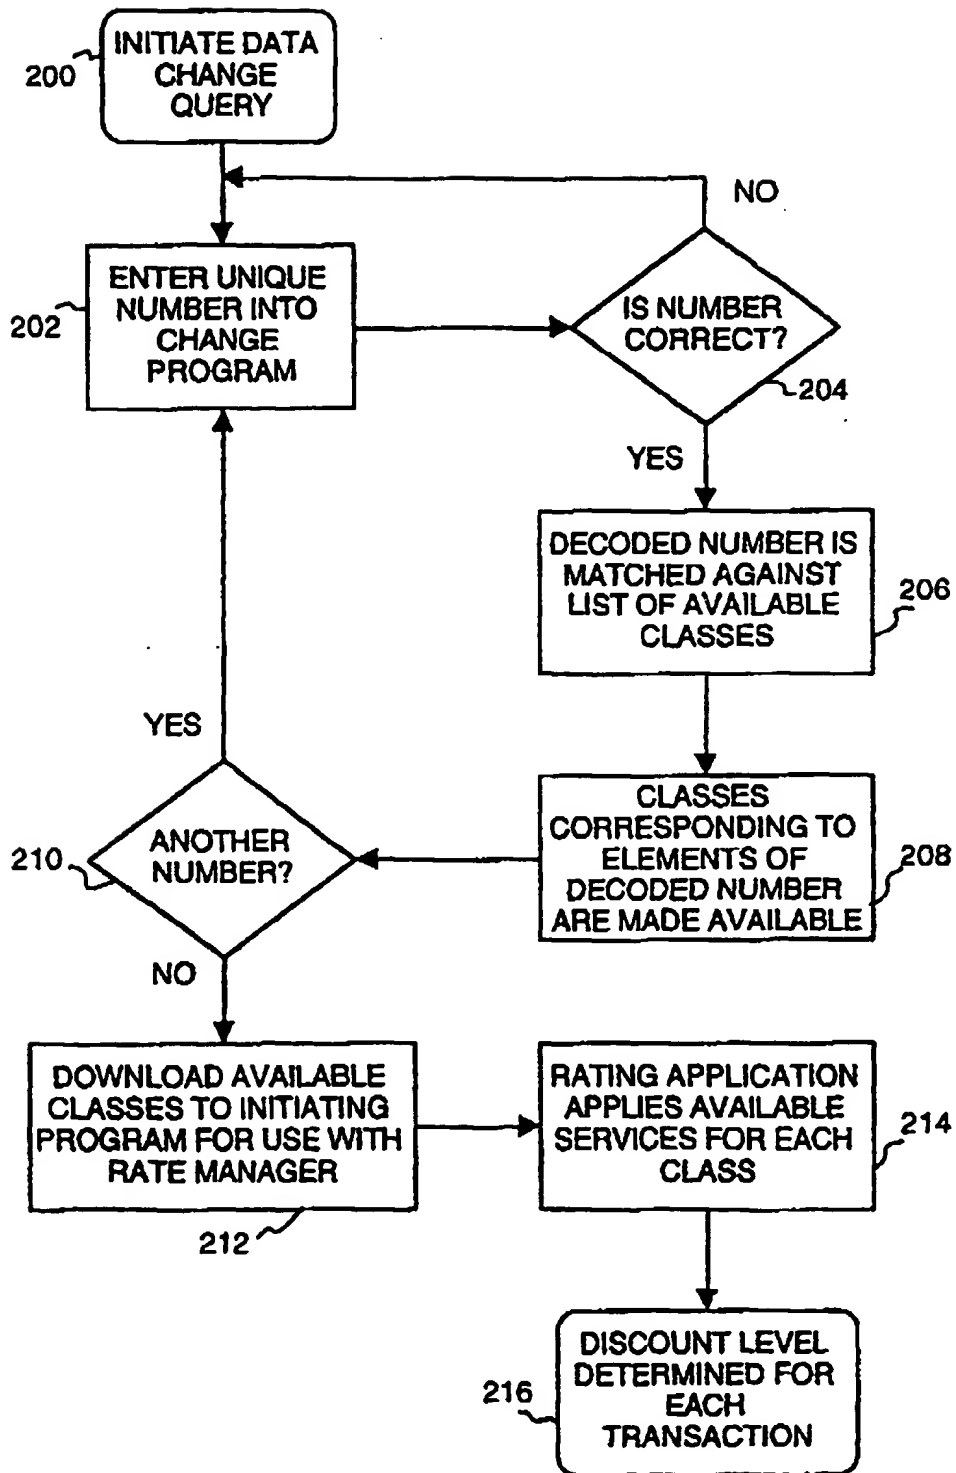 INITIATE DATA
CHANGE
QUERY
200
NO
ENTER UNIQUE
NUMBER INTO
CHANGE
PROGRAM
202
IS NUMBER
CORRECT?
204
YES
DECODED NUMBER IS
MATCHED AGAINST
LIST OF AVAILABLE
CLASSES
206
CLASSES
CORRESPONDING TO
ELEMENTS OF
DECODED NUMBER
ARE MADE AVAILABLE
208
YES
ANOTHER
NUMBER?
210
NO
DOWNLOAD AVAILABLE
CLASSES TO INITIATING
PROGRAM FOR USE WITH
RATE MANAGER
212
RATING APPLICATION
APPLIES AVAILABLE
SERVICES FOR EACH
CLASS
214
DISCOUNT LEVEL
DETERMINED FOR
EACH
TRANSACTION
216